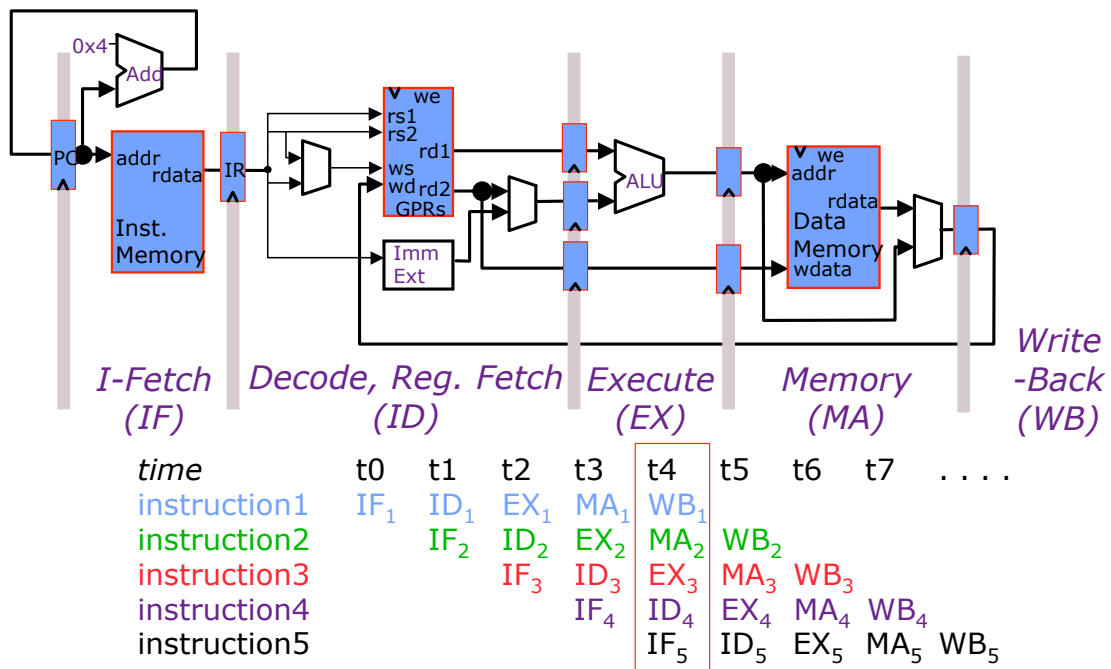 0x4
Add
PC
addr
rdata
Inst.
Memory
IR
we
rs1
rs2
rd1
ws
wd rd2
GPRs
Imm
Ext
ALU
we
addr
rdata
Data
Memory
wdata
I-Fetch
(IF)
Decode, Reg. Fetch
(ID)
Execute
(EX)
Memory
(MA)
Write
-Back
(WB)
time t0 t1 t2 t3 t4 t5 t6 t7 . . . .
instruction1 IF1 ID1 EX1 MA1 WB1
instruction2 IF2 ID2 EX2 MA2 WB2
instruction3 IF3 ID3 EX3 MA3 WB3
instruction4 IF4 ID4 EX4 MA4 WB4
instruction5 IF5 ID5 EX5 MA5 WB5